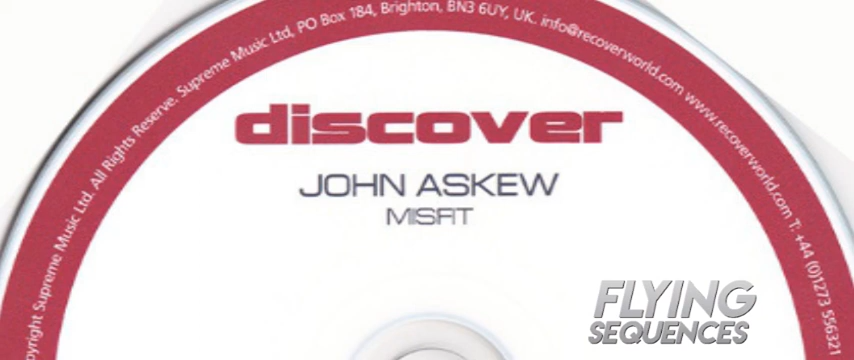 opyright Supreme Music Ltd. All Rights Reserve. Supreme Music Ltd, PO Box 184, Brighton, BN3 6UY, UK. info@recoverworld.com www.recoverworld.com T: +44 (0)1273 556321
discover
JOHN ASKEW
MISFIT
FLYING
SEQUENCES